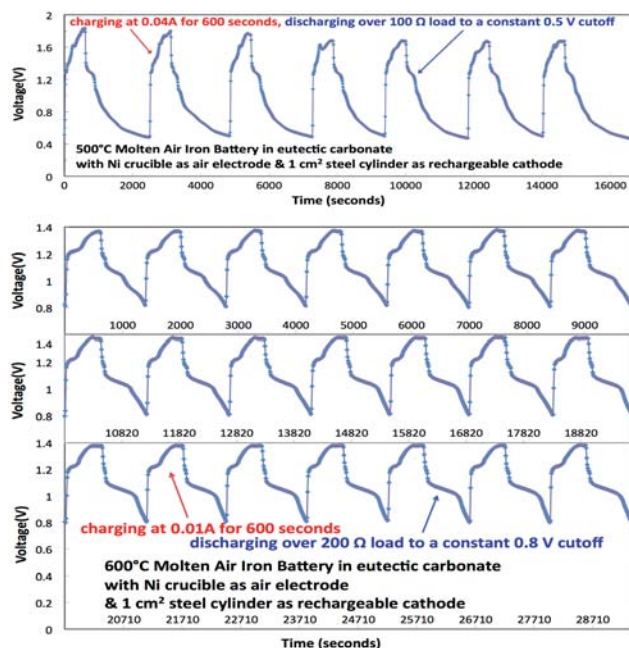 charging at 0.04A for 600 seconds, discharging over 100 Ω load to a constant 0.5 V cutoff
Voltage(V)
2
1.6
1.2
0.8
0.4
0
500°C Molten Air Iron Battery in eutectic carbonate
with Ni crucible as air electrode & 1 cm² steel cylinder as rechargeable cathode
0 2000 4000 6000 8000 10000 12000 14000 16000
Time (seconds)
Voltage(V)
1.4
1.2
1
0.8
1000 2000 3000 4000 5000 6000 7000 8000 9000
Voltage(V)
1.4
1.2
1
0.8
10820 11820 12820 13820 14820 15820 16820 17820 18820
Voltage(V)
1.4
1.2
1
0.8
0.6
0.4
0.2
0
charging at 0.01A for 600 seconds
discharging over 200 Ω load to a constant 0.8 V cutoff
600°C Molten Air Iron Battery in eutectic carbonate
with Ni crucible as air electrode
& 1 cm² steel cylinder as rechargeable cathode
20710 21710 22710 23710 24710 25710 26710 27710 28710
Time (seconds)